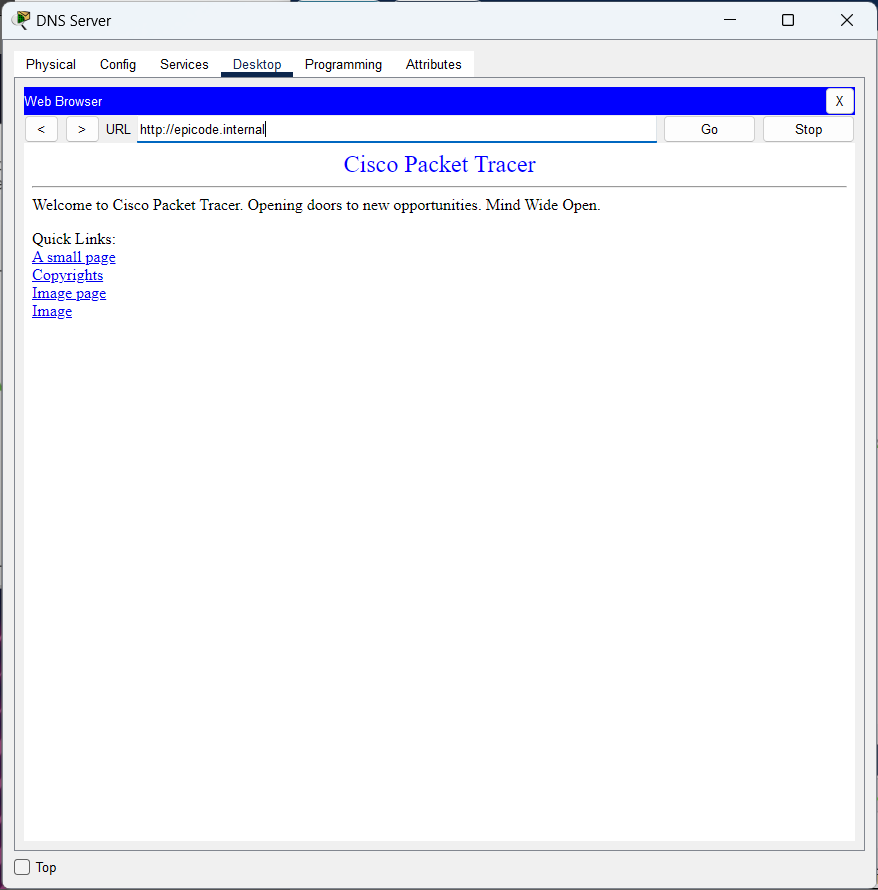 DNS Server
Physical Config Services Desktop Programming Attributes
Web Browser X
< > URL http://epicode.internal Go Stop
Cisco Packet Tracer
Welcome to Cisco Packet Tracer. Opening doors to new opportunities. Mind Wide Open.
Quick Links:
A small page
Copyrights
Image page
Image
Top